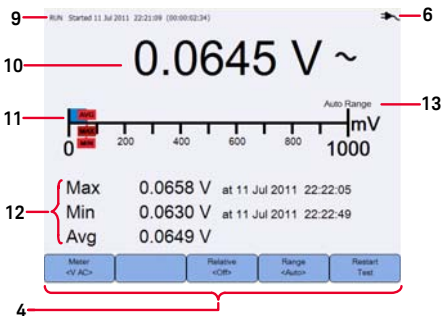 9 RUN Started 11 Jul 2011 22:21:09 (00:00:02:34) 6
10 0.0645 V ~
Auto Range 13
11 AVG
MAX
MIN
mV
0 200 400 600 800 1000
Max 0.0658 V at 11 Jul 2011 22:22:05
12 Min 0.0630 V at 11 Jul 2011 22:22:49
Avg 0.0649 V
Meter Relative Range Restart
<V AC> <Off> <Auto> Test
4